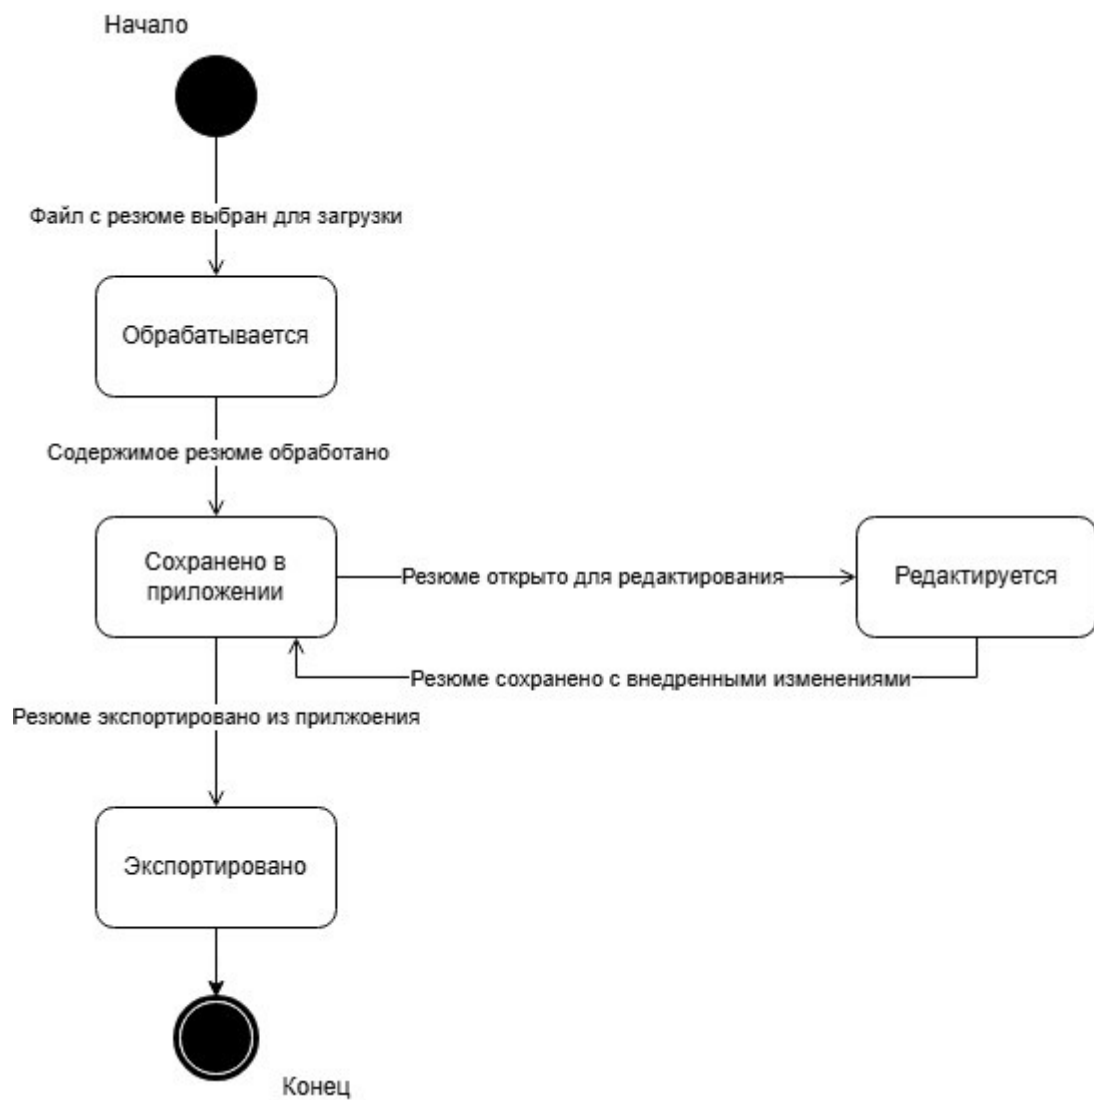 Начало
Файл с резюме выбран для загрузки
Обрабатывается
Содержимое резюме обработано
Сохранено в
приложении
Резюме открыто для редактирования
Редактируется
Резюме сохранено с внедренными изменениями
Резюме экспортировано из прилжоения
Экспортировано
Конец